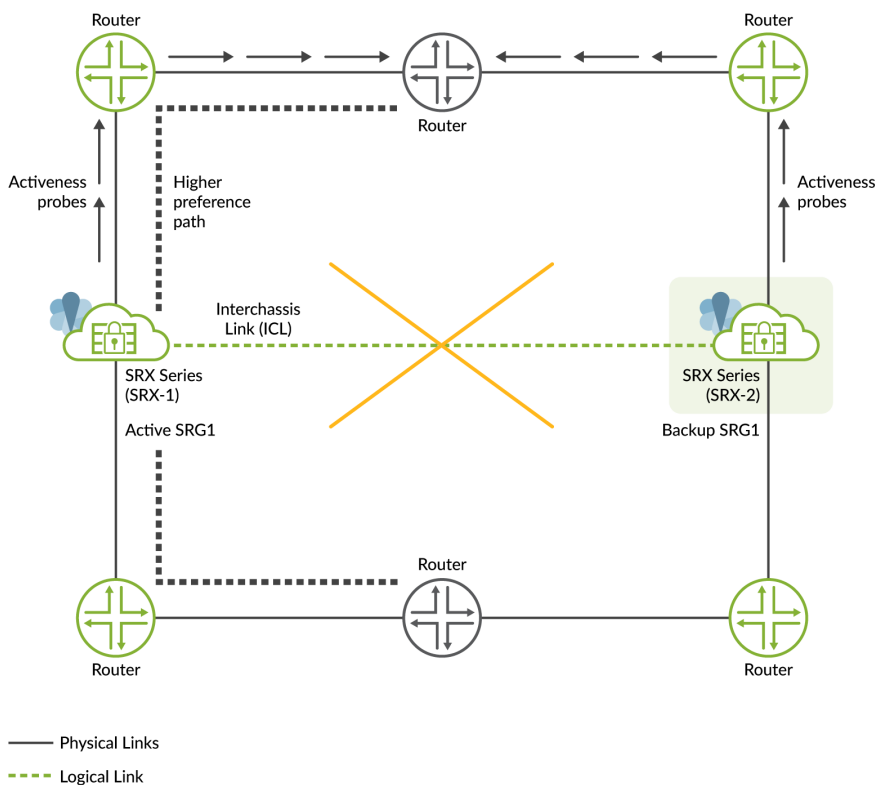 Router
Router
Router
Activeness
probes
Higher
preference
path
Activeness
probes
Interchassis
Link (ICL)
SRX Series
(SRX-1)
SRX Series
(SRX-2)
Active SRG1
Backup SRG1
Router
Router
Router
Physical Links
Logical Link